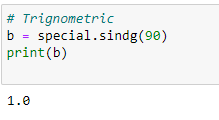 # Trignometric
b = special.sindg(90)
print(b)
1.0